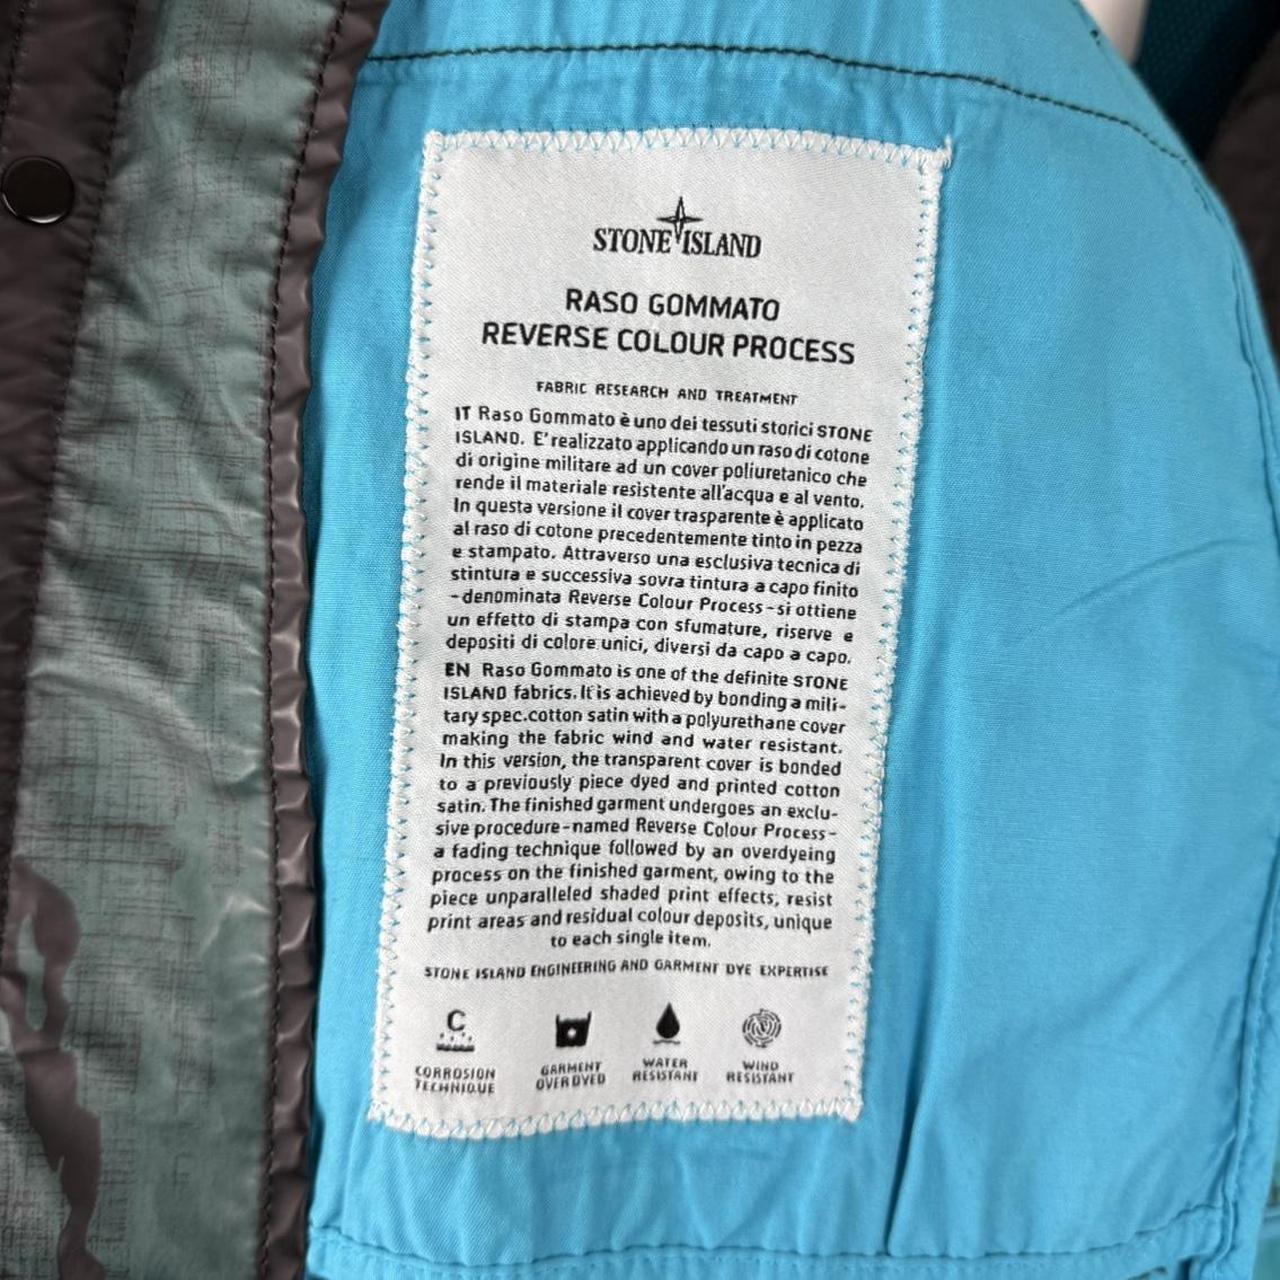 STONE ISLAND
RASO GOMMATO
REVERSE COLOUR PROCESS
FABRIC RESEARCH AND TREATMENT
IT Raso Gommato è uno dei tessuti storici STONE
ISLAND. E' realizzato applicando un raso di cotone
di origine militare ad un cover poliuretanico che
rende il materiale resistente all'acqua e al vento.
In questa versione il cover trasparente è applicato
al raso di cotone precedentemente tinto in pezza
e stampato. Attraverso una esclusiva tecnica di
stintura e successiva sovra tintura a capo finito
-denominata Reverse Colour Process-si ottiene
un effetto di stampa con sfumature, riserve e
depositi di colore unici, diversi da capo a capo.
EN Raso Gommato is one of the definite STONE
ISLAND fabrics. It is achieved by bonding a mili-
tary spec.cotton satin with a polyurethane cover
making the fabric wind and water resistant.
In this version, the transparent cover is bonded
to a previously piece dyed and printed cotton
satin. The finished garment undergoes an exclu-
sive procedure-named Reverse Colour Process-
a fading technique followed by an overdyeing
process on the finished garment, owing to the
piece unparalleled shaded print effects, resist
print areas and residual colour deposits, unique
to each single item.
STONE ISLAND ENGINEERING AND GARMENT DYE EXPERTISE
C
CORROSION TECHNIQUE
GARMENT OVERDYED
WATER RESISTANT
WIND RESISTANT